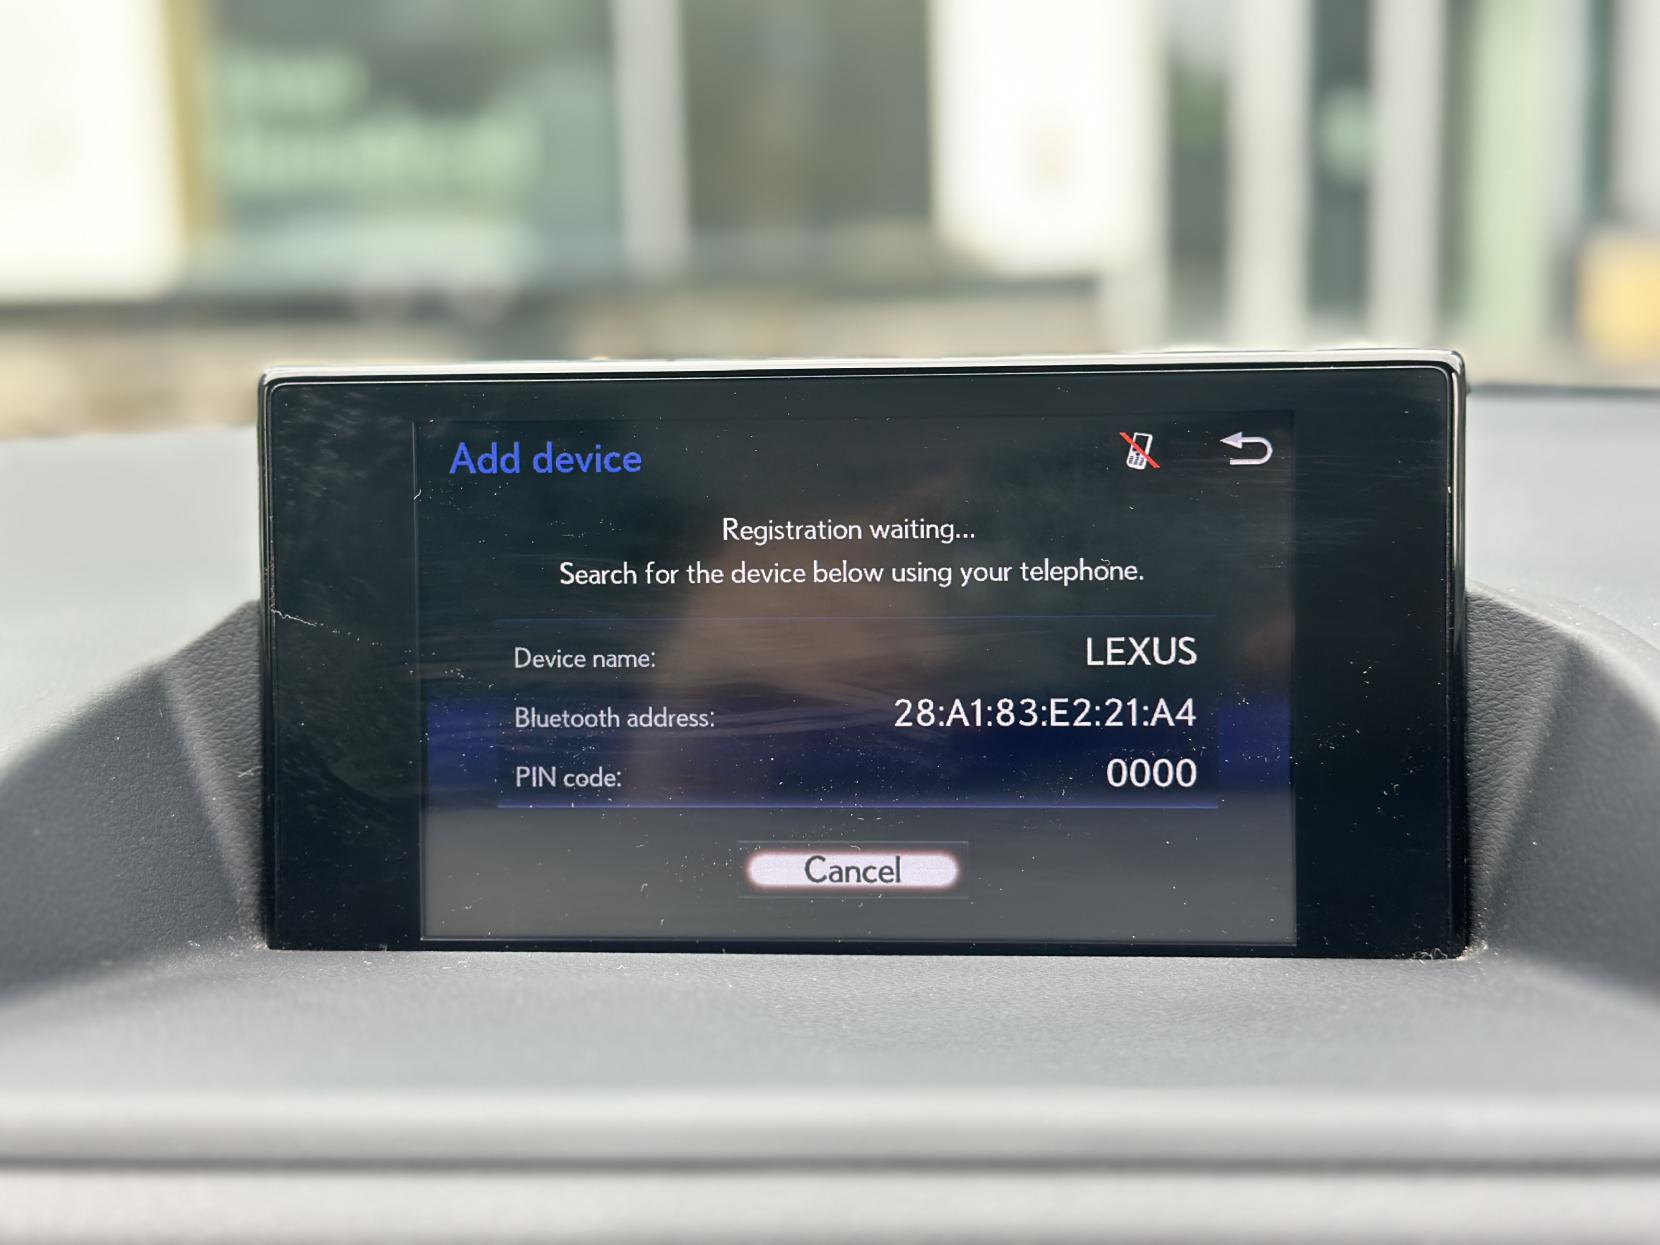 Add device
Registration waiting...
Search for the device below using your telephone.
Device name: LEXUS
Bluetooth address: 28:A1:83:E2:21:A4
PIN code: 0000
Cancel